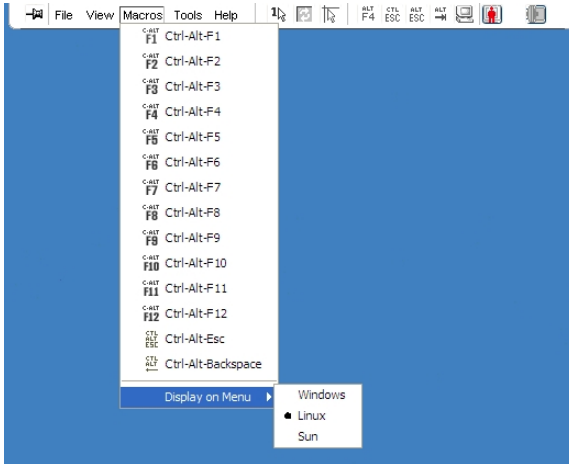 File View Macros Tools Help 1 ALT F4 CTL ESC ALT ESC ALT
C-ALT F1 Ctrl-Alt-F1
C-ALT F2 Ctrl-Alt-F2
C-ALT F3 Ctrl-Alt-F3
C-ALT F4 Ctrl-Alt-F4
C-ALT F5 Ctrl-Alt-F5
C-ALT F6 Ctrl-Alt-F6
C-ALT F7 Ctrl-Alt-F7
C-ALT F8 Ctrl-Alt-F8
C-ALT F9 Ctrl-Alt-F9
C-ALT F10 Ctrl-Alt-F10
C-ALT F11 Ctrl-Alt-F11
C-ALT F12 Ctrl-Alt-F12
CTL ALT ESC Ctrl-Alt-Esc
CTL ALT Ctrl-Alt-Backspace
Display on Menu
Windows
Linux
Sun